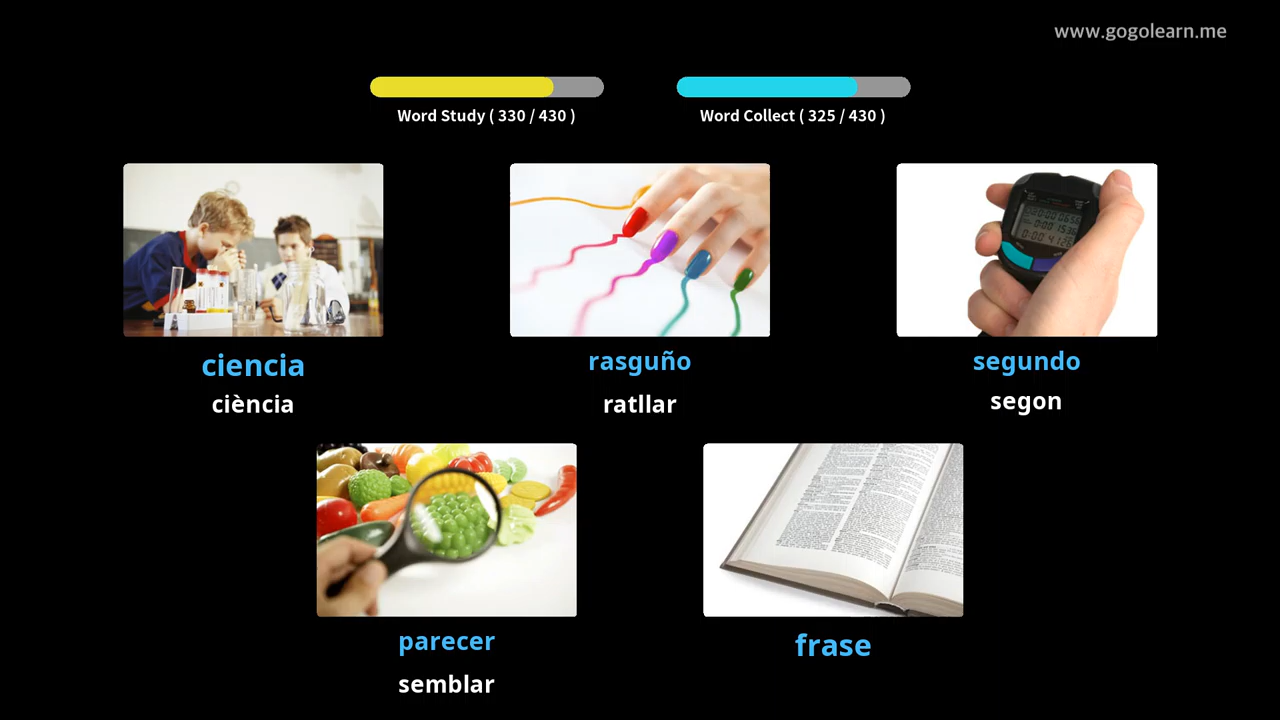 www.gogolearn.me
Word Study ( 330 / 430 )
Word Collect ( 325 / 430 )
ciencia
ciència
rasguño
ratllar
segundo
segon
parecer
semblar
frase